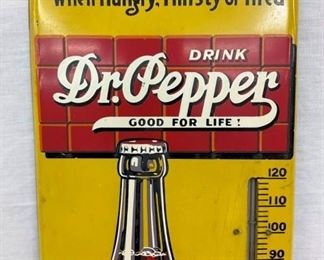 When Hungry, Thirsty or Tired
DRINK
Dr. Pepper
GOOD FOR LIFE!
120
110
100
90